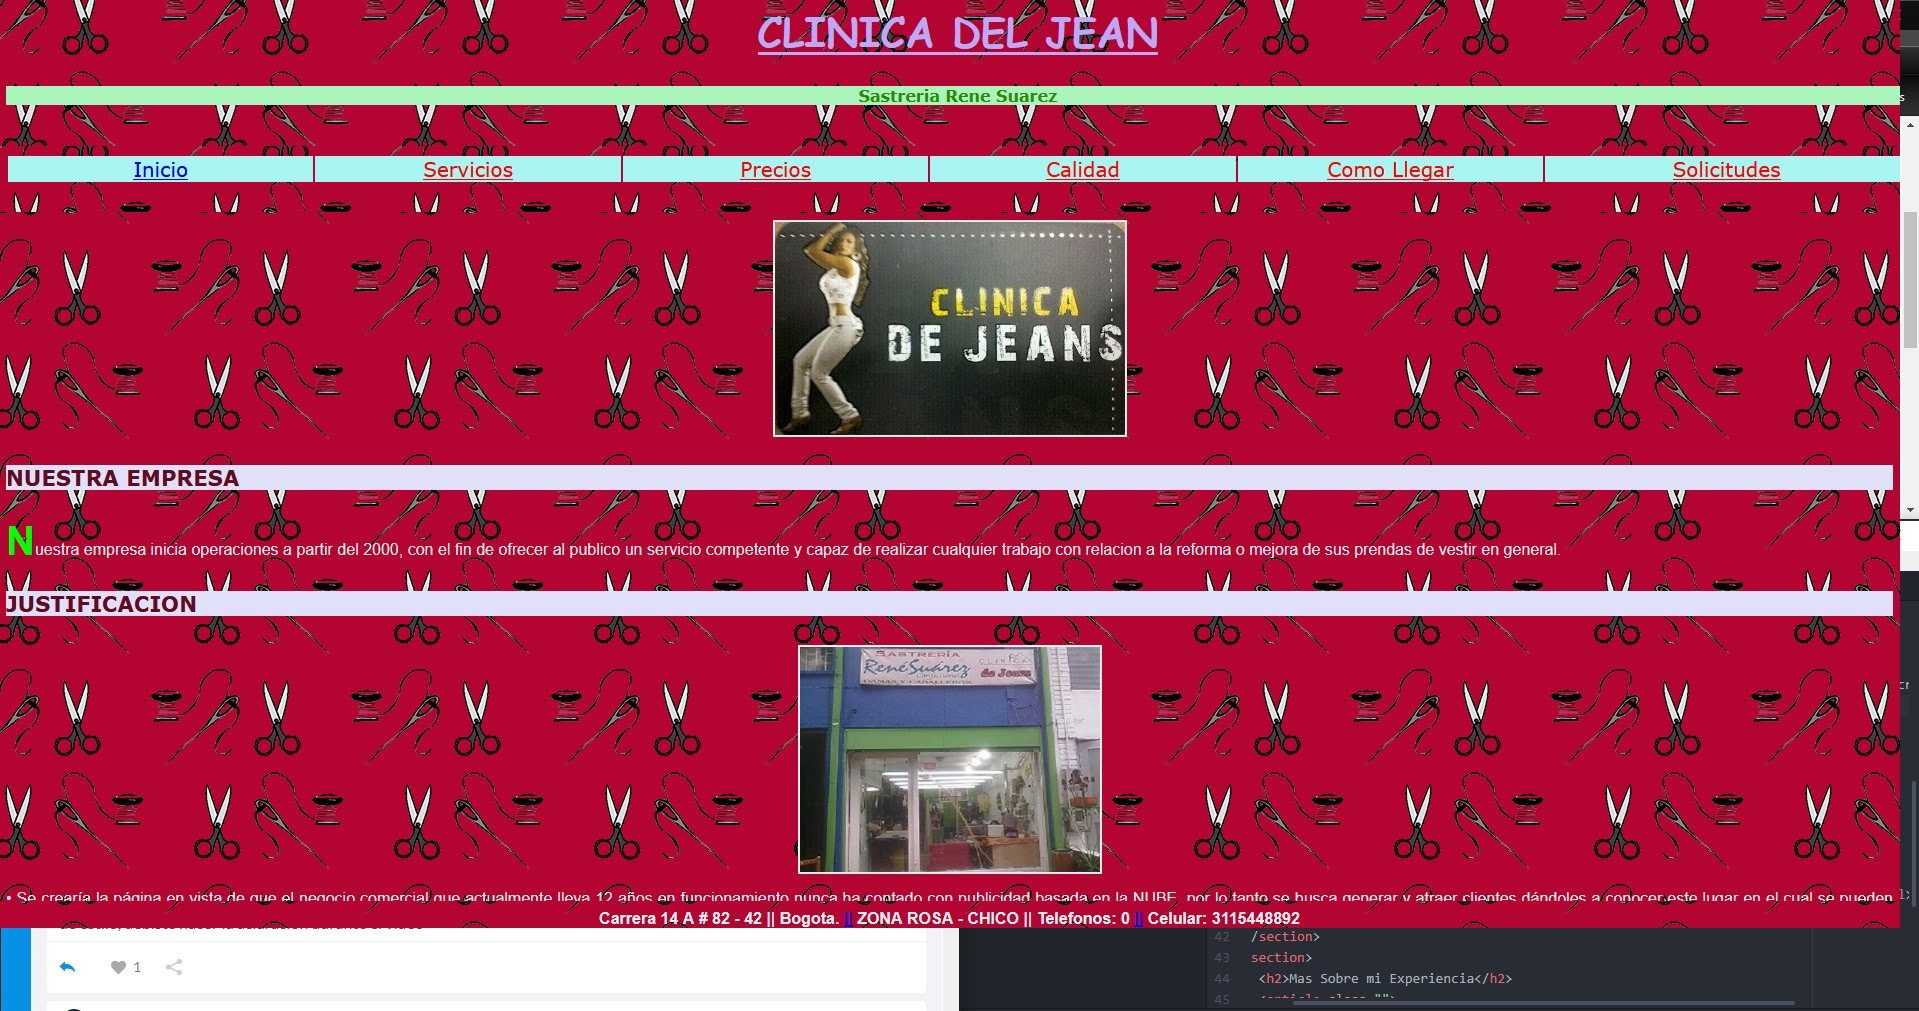 CLINICA DEL JEAN
Sastreria Rene Suarez
Inicio Servicios Precios Calidad Como Llegar Solicitudes
CLINICA
DE JEANS
NUESTRA EMPRESA
Nuestra empresa inicia operaciones a partir del 2000, con el fin de ofrecer al publico un servicio competente y capaz de realizar cualquier trabajo con relacion a la reforma o mejora de sus prendas de vestir en general.
JUSTIFICACION
SASTRERÍA
René Suárez
Confecciones
DAMAS Y CABALLEROS
CLINICA
de Jeans
• Se crearía la página en vista de que el negocio comercial que actualmente lleva 12 años en funcionamiento nunca ha contado con publicidad basada en la NUBE, por lo tanto se busca generar y atraer clientes dándoles a conocer este lugar en el cual se pueden
Carrera 14 A # 82 - 42 || Bogota. || ZONA ROSA - CHICO || Telefonos: 0 || Celular: 3115448892
1
42 /section>
43 section>
44 <h2>Mas Sobre mi Experiencia</h2>
45 <article class="">